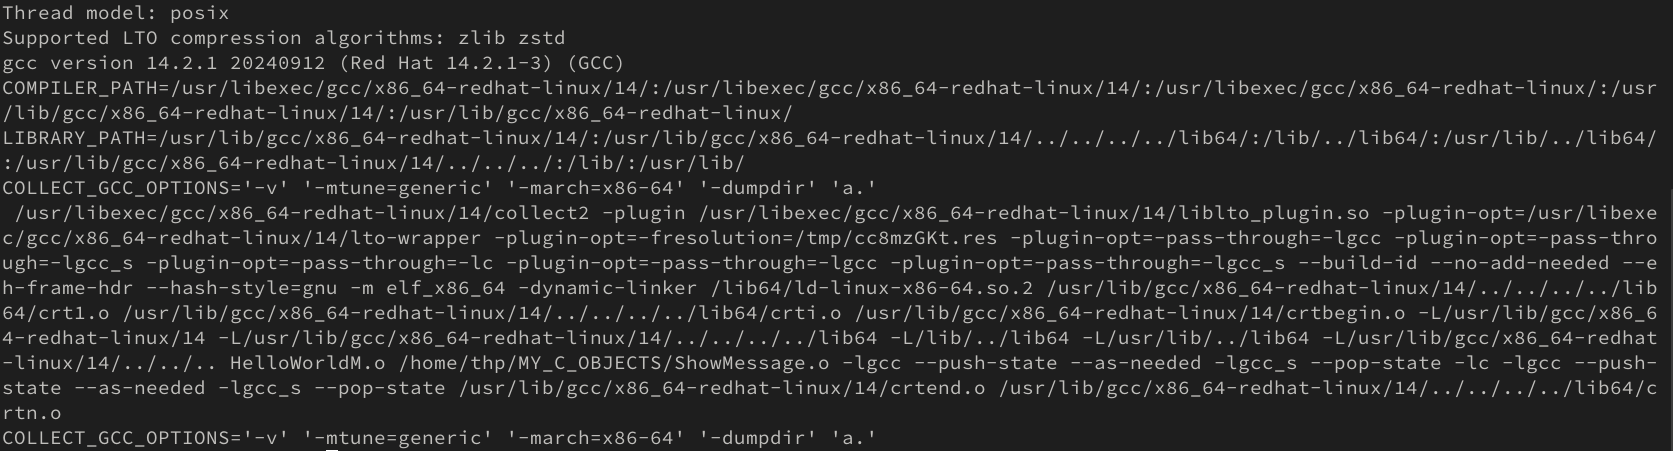 Thread model: posix
Supported LTO compression algorithms: zlib zstd
gcc version 14.2.1 20240912 (Red Hat 14.2.1-3) (GCC)
COMPILER_PATH=/usr/libexec/gcc/x86_64-redhat-linux/14/:/usr/libexec/gcc/x86_64-redhat-linux/14/:/usr/libexec/gcc/x86_64-redhat-linux/:/usr
/lib/gcc/x86_64-redhat-linux/14/:/usr/lib/gcc/x86_64-redhat-linux/
LIBRARY_PATH=/usr/lib/gcc/x86_64-redhat-linux/14/:/usr/lib/gcc/x86_64-redhat-linux/14/../../../../lib64/:/lib/../lib64/:/usr/lib/../lib64/
:/usr/lib/gcc/x86_64-redhat-linux/14/../../../:/lib/:/usr/lib/
COLLECT_GCC_OPTIONS='-v' '-mtune=generic' '-march=x86-64' '-dumpdir' 'a.'
 /usr/libexec/gcc/x86_64-redhat-linux/14/collect2 -plugin /usr/libexec/gcc/x86_64-redhat-linux/14/liblto_plugin.so -plugin-opt=/usr/libexe
c/gcc/x86_64-redhat-linux/14/lto-wrapper -plugin-opt=-fresolution=/tmp/cc8mzGKt.res -plugin-opt=-pass-through=-lgcc -plugin-opt=-pass-thro
ugh=-lgcc_s -plugin-opt=-pass-through=-lc -plugin-opt=-pass-through=-lgcc -plugin-opt=-pass-through=-lgcc_s --build-id --no-add-needed --e
h-frame-hdr --hash-style=gnu -m elf_x86_64 -dynamic-linker /lib64/ld-linux-x86-64.so.2 /usr/lib/gcc/x86_64-redhat-linux/14/../../../../lib
64/crt1.o /usr/lib/gcc/x86_64-redhat-linux/14/../../../../lib64/crti.o /usr/lib/gcc/x86_64-redhat-linux/14/crtbegin.o -L/usr/lib/gcc/x86_6
4-redhat-linux/14 -L/usr/lib/gcc/x86_64-redhat-linux/14/../../../../lib64 -L/lib/../lib64 -L/usr/lib/../lib64 -L/usr/lib/gcc/x86_64-redhat
-linux/14/../../.. HelloWorldM.o /home/thp/MY_C_OBJECTS/ShowMessage.o -lgcc --push-state --as-needed -lgcc_s --pop-state -lc -lgcc --push-
state --as-needed -lgcc_s --pop-state /usr/lib/gcc/x86_64-redhat-linux/14/crtend.o /usr/lib/gcc/x86_64-redhat-linux/14/../../../../lib64/c
rtn.o
COLLECT_GCC_OPTIONS='-v' '-mtune=generic' '-march=x86-64' '-dumpdir' 'a.'